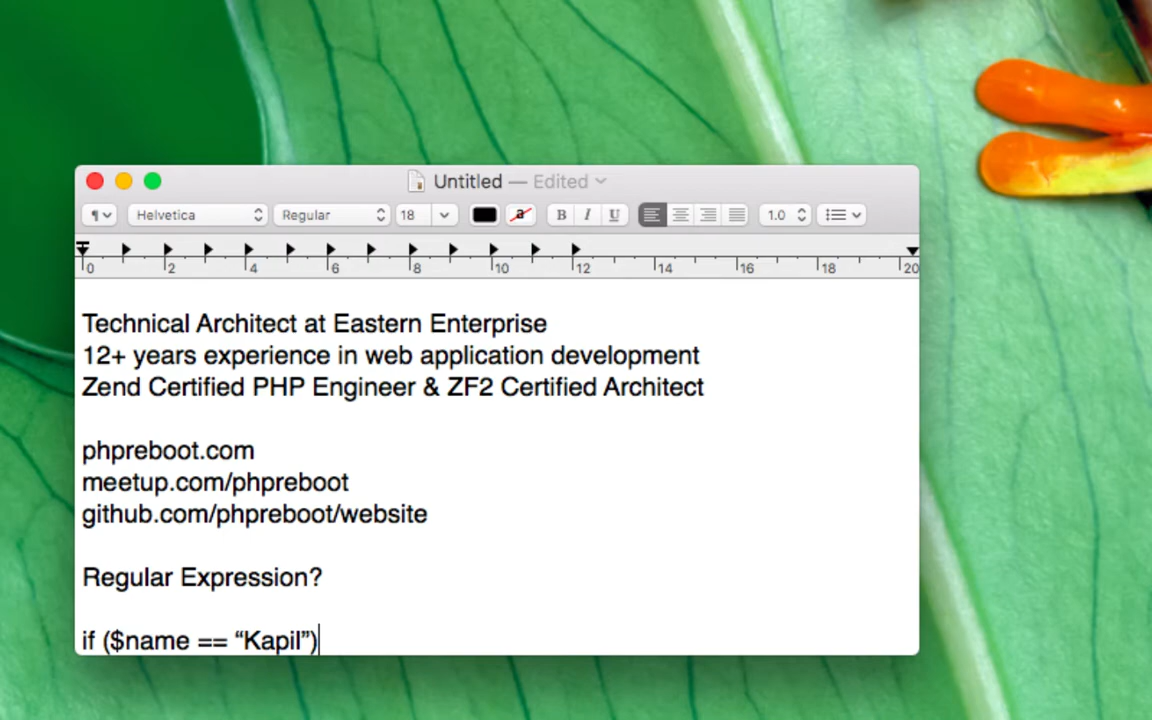 Untitled — Edited
¶ Helvetica Regular 18 a B I U 1.0
0 2 4 6 8 10 12 14 16 18 20
Technical Architect at Eastern Enterprise
12+ years experience in web application development
Zend Certified PHP Engineer & ZF2 Certified Architect
phpreboot.com
meetup.com/phpreboot
github.com/phpreboot/website
Regular Expression?
if ($name == “Kapil”)